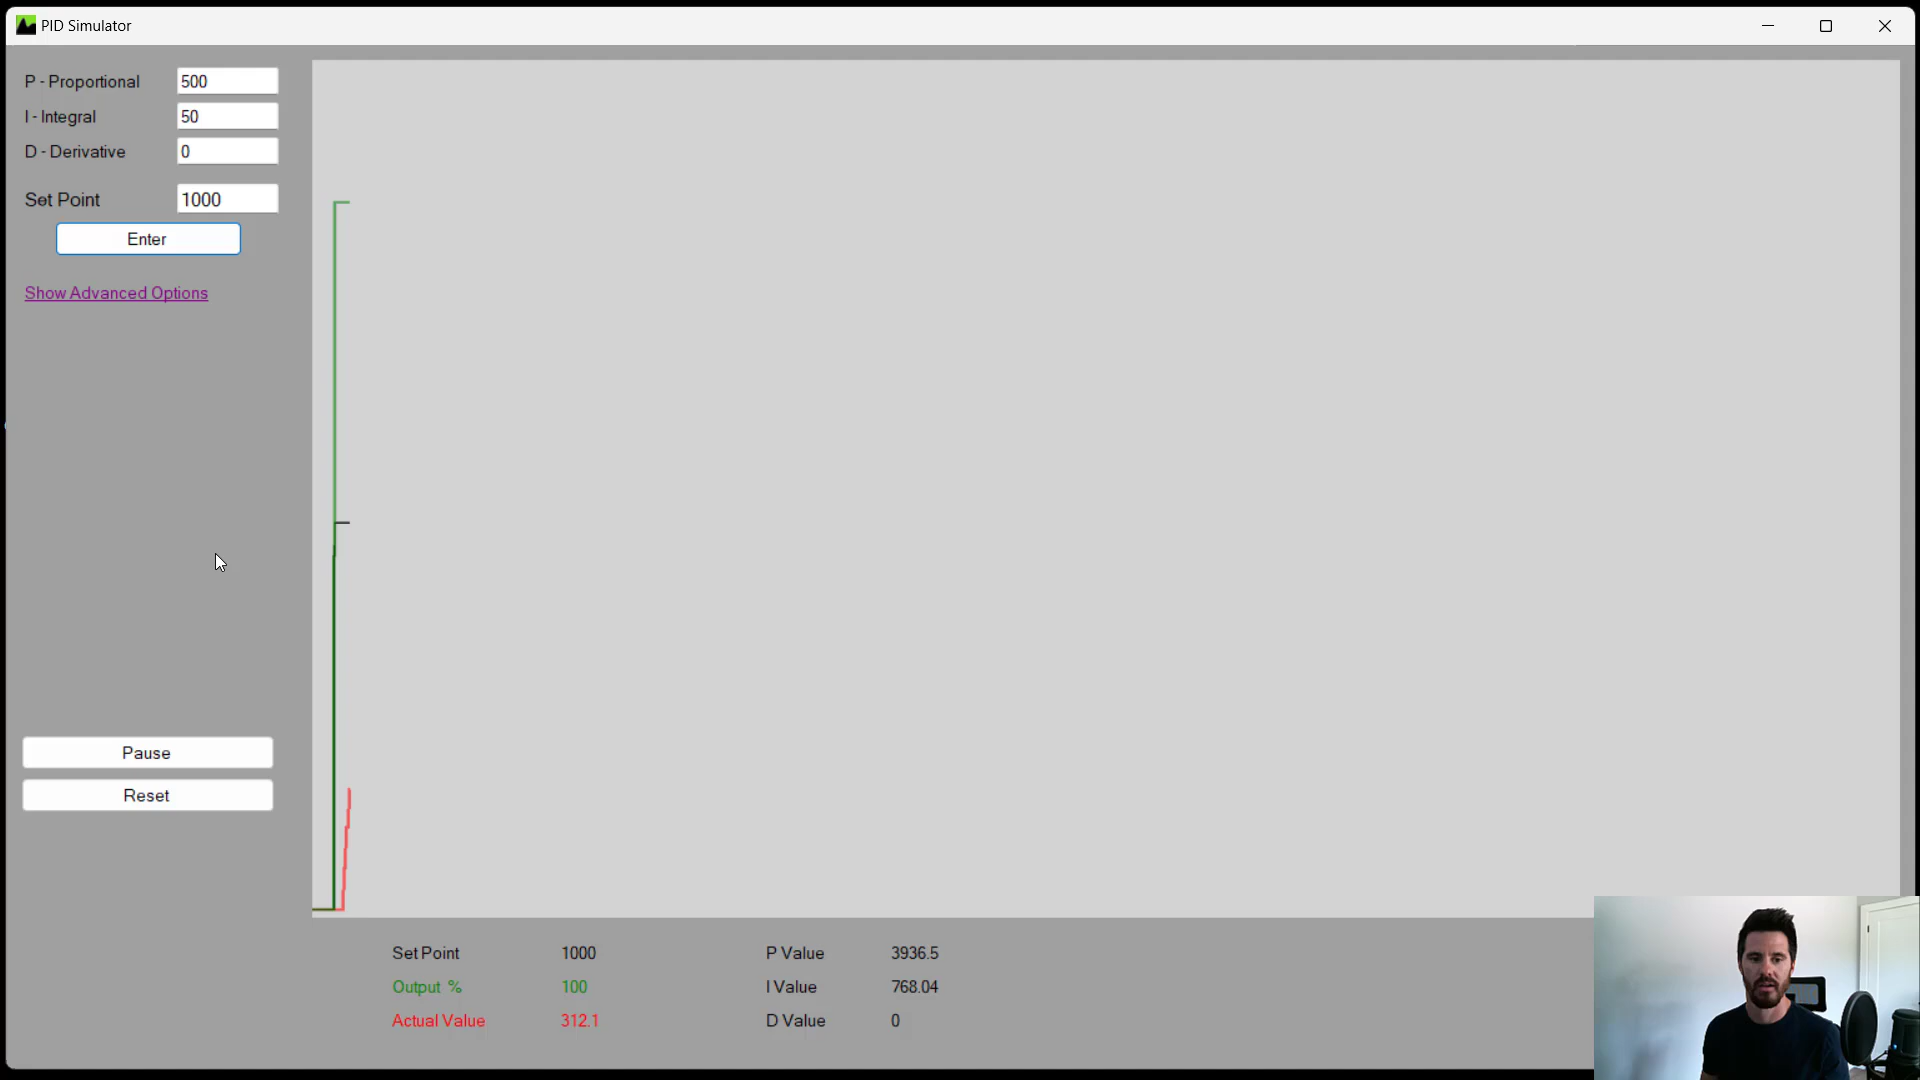 PID Simulator
P - Proportional 500
I - Integral 50
D - Derivative 0
Set Point 1000
Enter
Show Advanced Options
Pause
Reset
Set Point 1000 P Value 3936.5
Output % 100 I Value 768.04
Actual Value 312.1 D Value 0